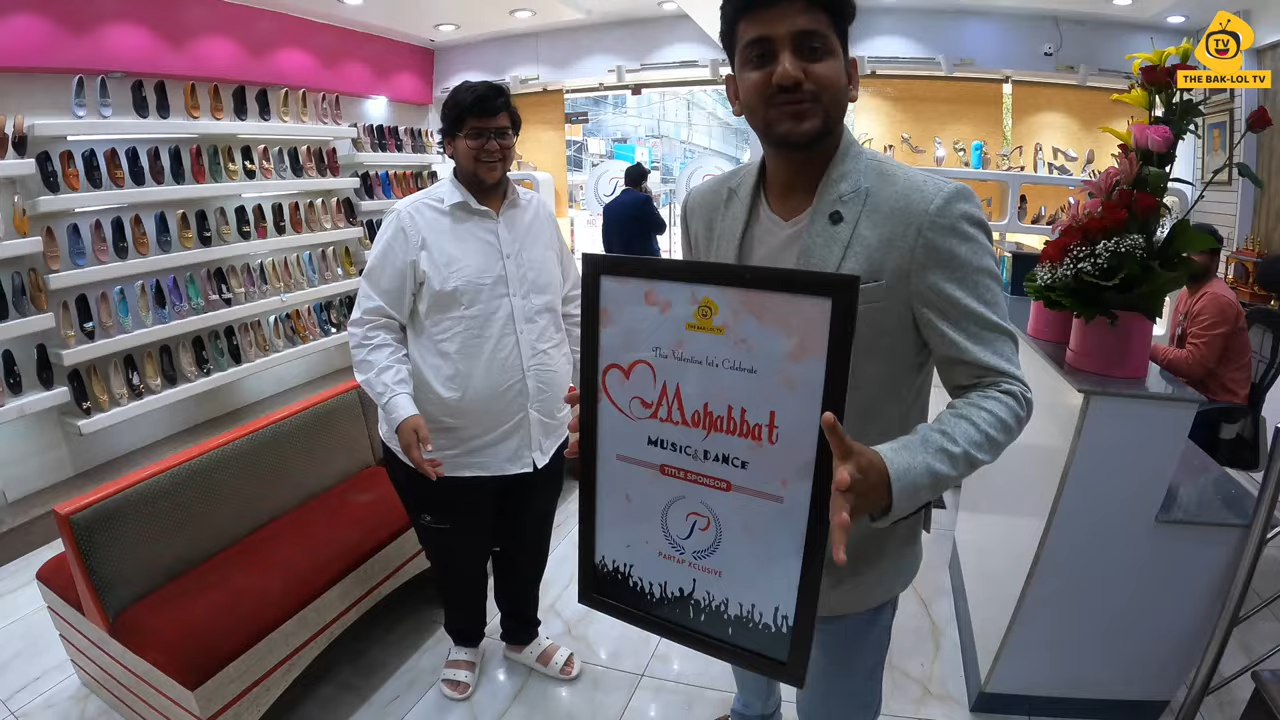 TV
THE BAK-LOL TV
THE BAK-LOL TV
This Valentine let's Celebrate
Mohabbat
MUSIC & DANCE
TITLE SPONSOR
P
PARTAP XCLUSIVE